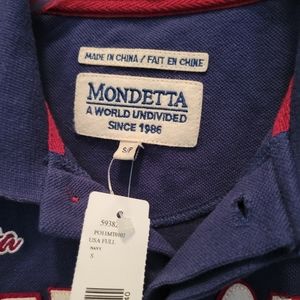 MADE IN CHINA / FAIT EN CHINE
MONDETTA
A WORLD UNDIVIDED
SINCE 1986
S/P
USA FULL
NAVY
S